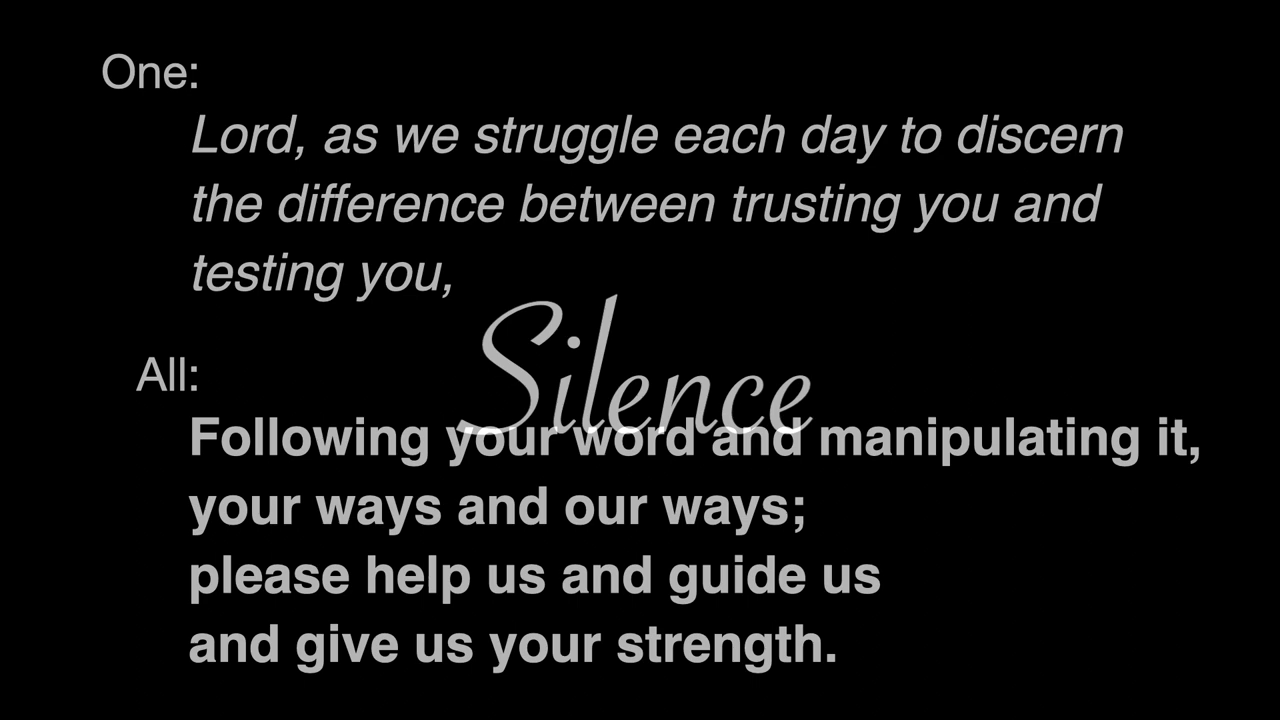 One:
Lord, as we struggle each day to discern
the difference between trusting you and
testing you,
Silence
All:
Following your word and manipulating it,
your ways and our ways;
please help us and guide us
and give us your strength.